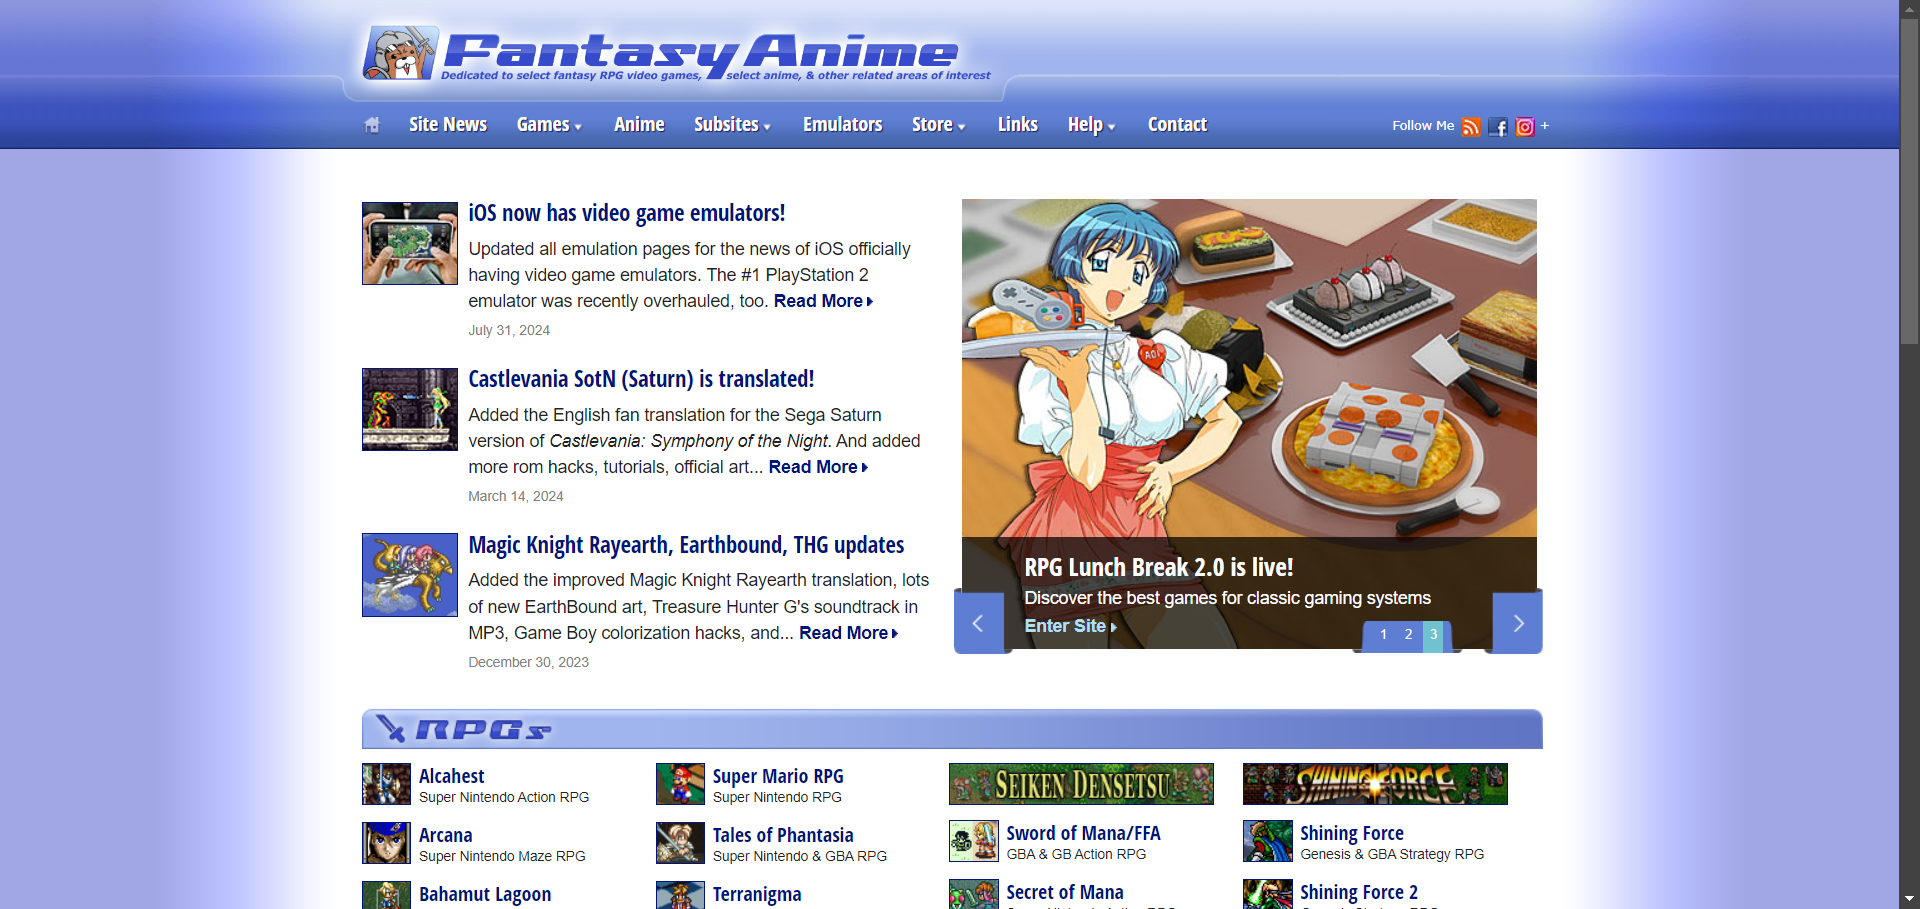 FantasyAnime
Dedicated to select fantasy RPG video games, select anime, & other related areas of interest
Site News Games Anime Subsites Emulators Store Links Help Contact
Follow Me +
iOS now has video game emulators!
Updated all emulation pages for the news of iOS officially
having video game emulators. The #1 PlayStation 2
emulator was recently overhauled, too. Read More
July 31, 2024
Castlevania SotN (Saturn) is translated!
Added the English fan translation for the Sega Saturn
version of Castlevania: Symphony of the Night. And added
more rom hacks, tutorials, official art... Read More
March 14, 2024
Magic Knight Rayearth, Earthbound, THG updates
Added the improved Magic Knight Rayearth translation, lots
of new EarthBound art, Treasure Hunter G's soundtrack in
MP3, Game Boy colorization hacks, and... Read More
December 30, 2023
AOI
RPG Lunch Break 2.0 is live!
Discover the best games for classic gaming systems
Enter Site
1 2 3
RPGs
Alcahest
Super Nintendo Action RPG
Arcana
Super Nintendo Maze RPG
Bahamut Lagoon
Super Mario RPG
Super Nintendo RPG
Tales of Phantasia
Super Nintendo & GBA RPG
Terranigma
SEIKEN DENSETSU
Sword of Mana/FFA
GBA & GB Action RPG
Secret of Mana
SHINING FORCE
Shining Force
Genesis & GBA Strategy RPG
Shining Force 2